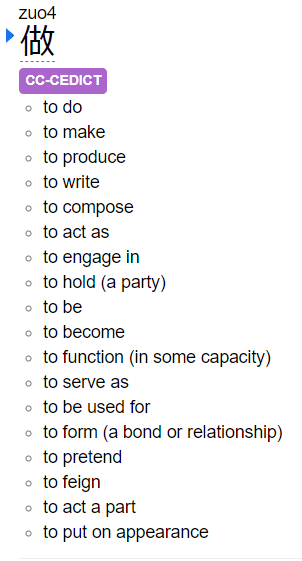 zuo4
做
CC-CEDICT
to do
to make
to produce
to write
to compose
to act as
to engage in
to hold (a party)
to be
to become
to function (in some capacity)
to serve as
to be used for
to form (a bond or relationship)
to pretend
to feign
to act a part
to put on appearance